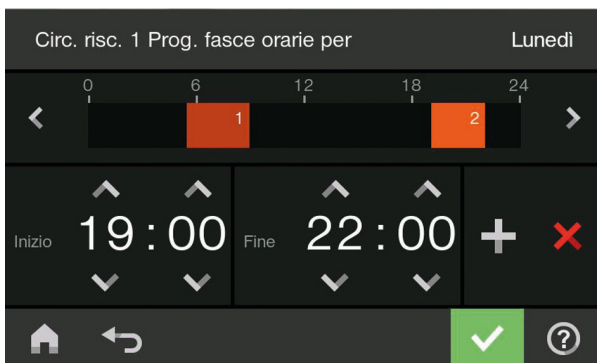 Circ. risc. 1 Prog. fasce orarie per Lunedì
0 6 12 18 24
1 2
Inizio 19:00 Fine 22:00
?